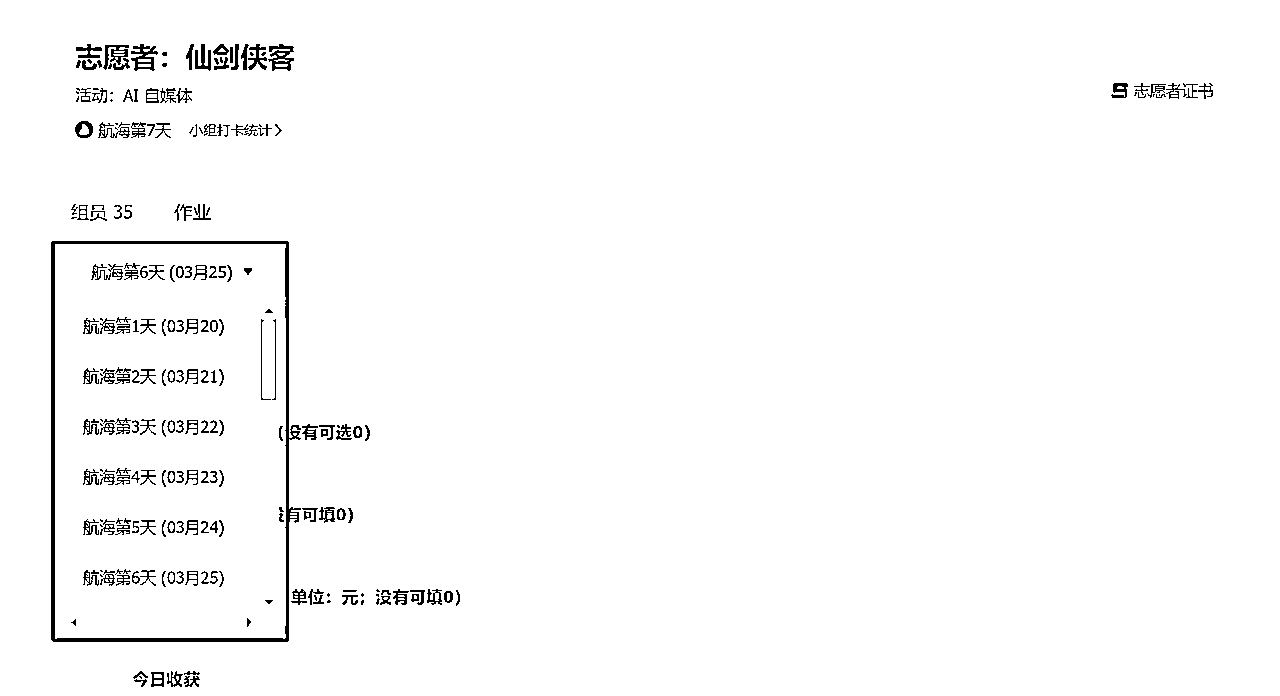 志愿者：仙剑侠客
活动：AI 自媒体
志愿者证书
航海第7天 小组打卡统计
组员 35 作业
航海第6天 (03月25)
航海第1天 (03月20)
航海第2天 (03月21)
航海第3天 (03月22)
(没有可选0)
航海第4天 (03月23)
有可填0)
航海第5天 (03月24)
航海第6天 (03月25)
单位：元；没有可填0)
今日收获